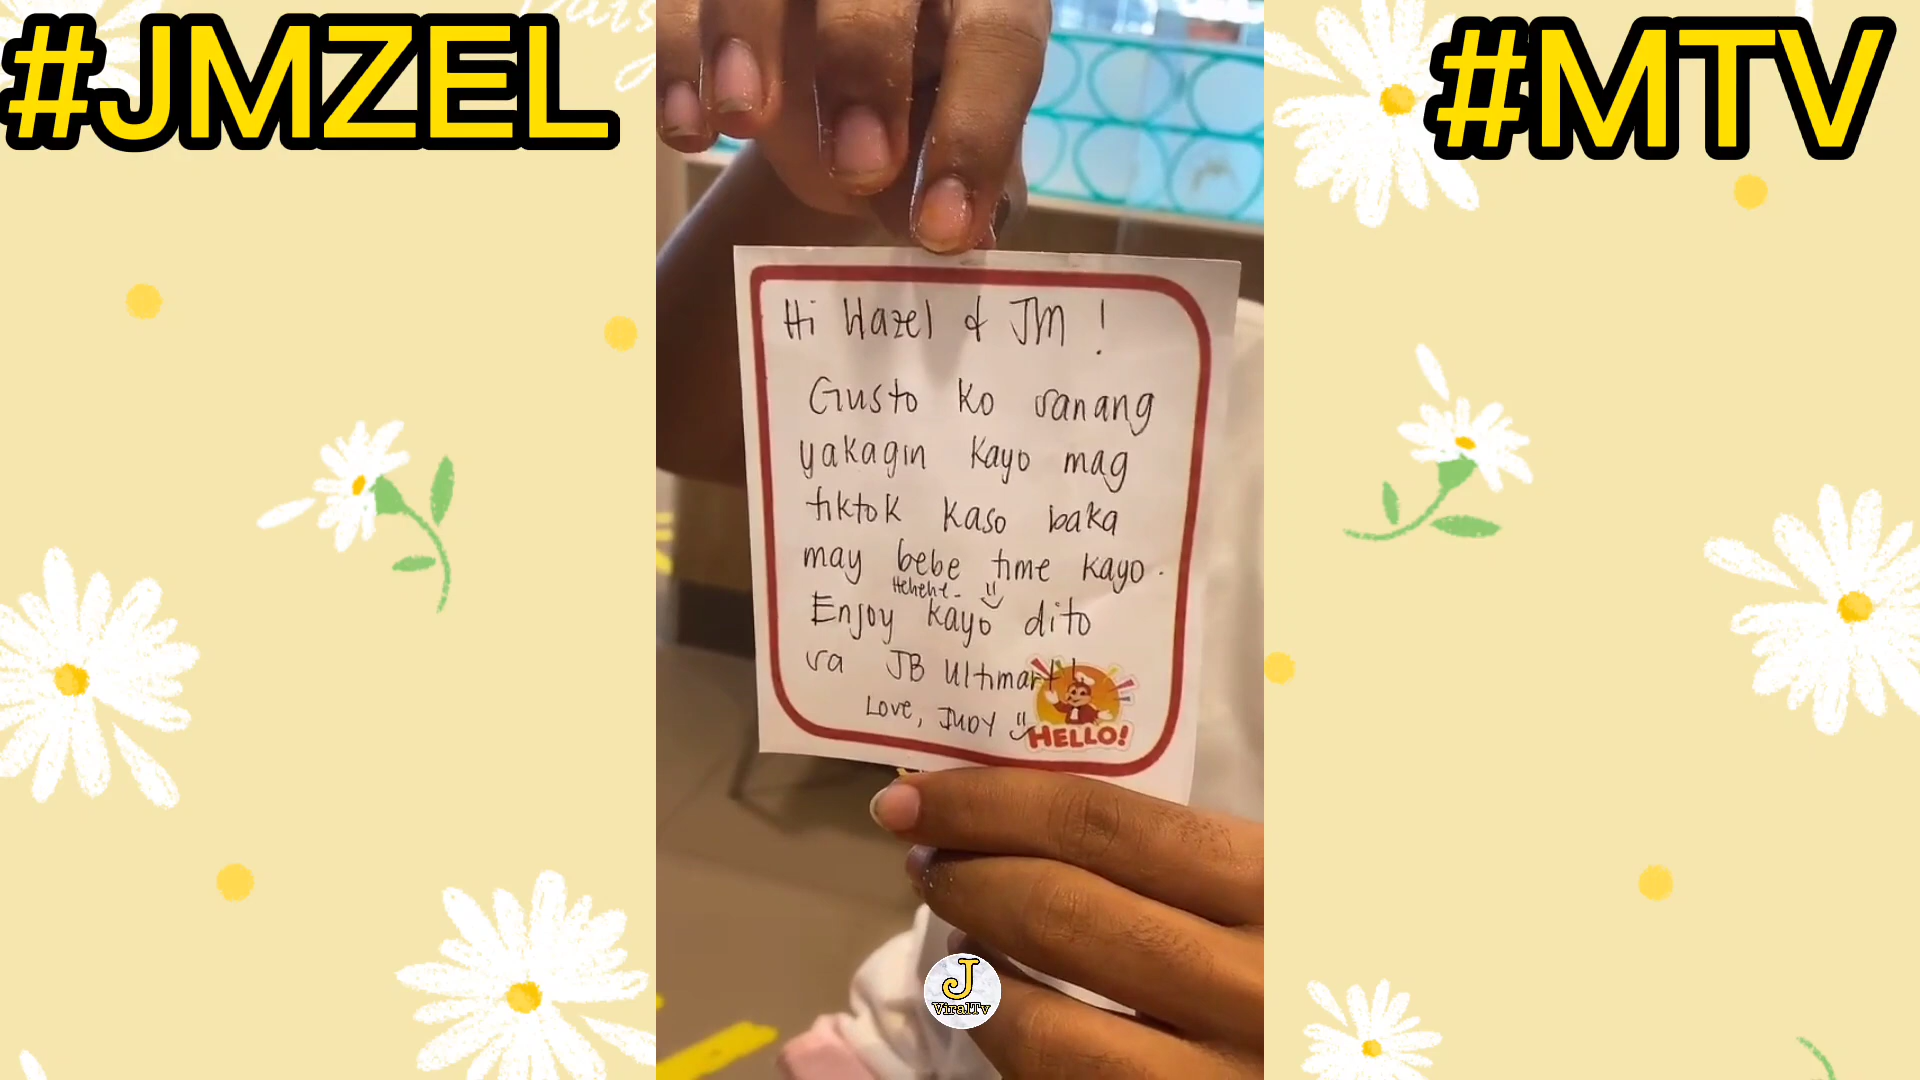 #JMZEL
#MTV
Hi Hazel & JM !
Gusto ko sanang
yakagin kayo mag
tiktok kaso baka
may bebe time kayo.
Hehehe-
Enjoy kayo dito
sa JB Ultimart!
Love, JUDY
HELLO!
J
ViralTv